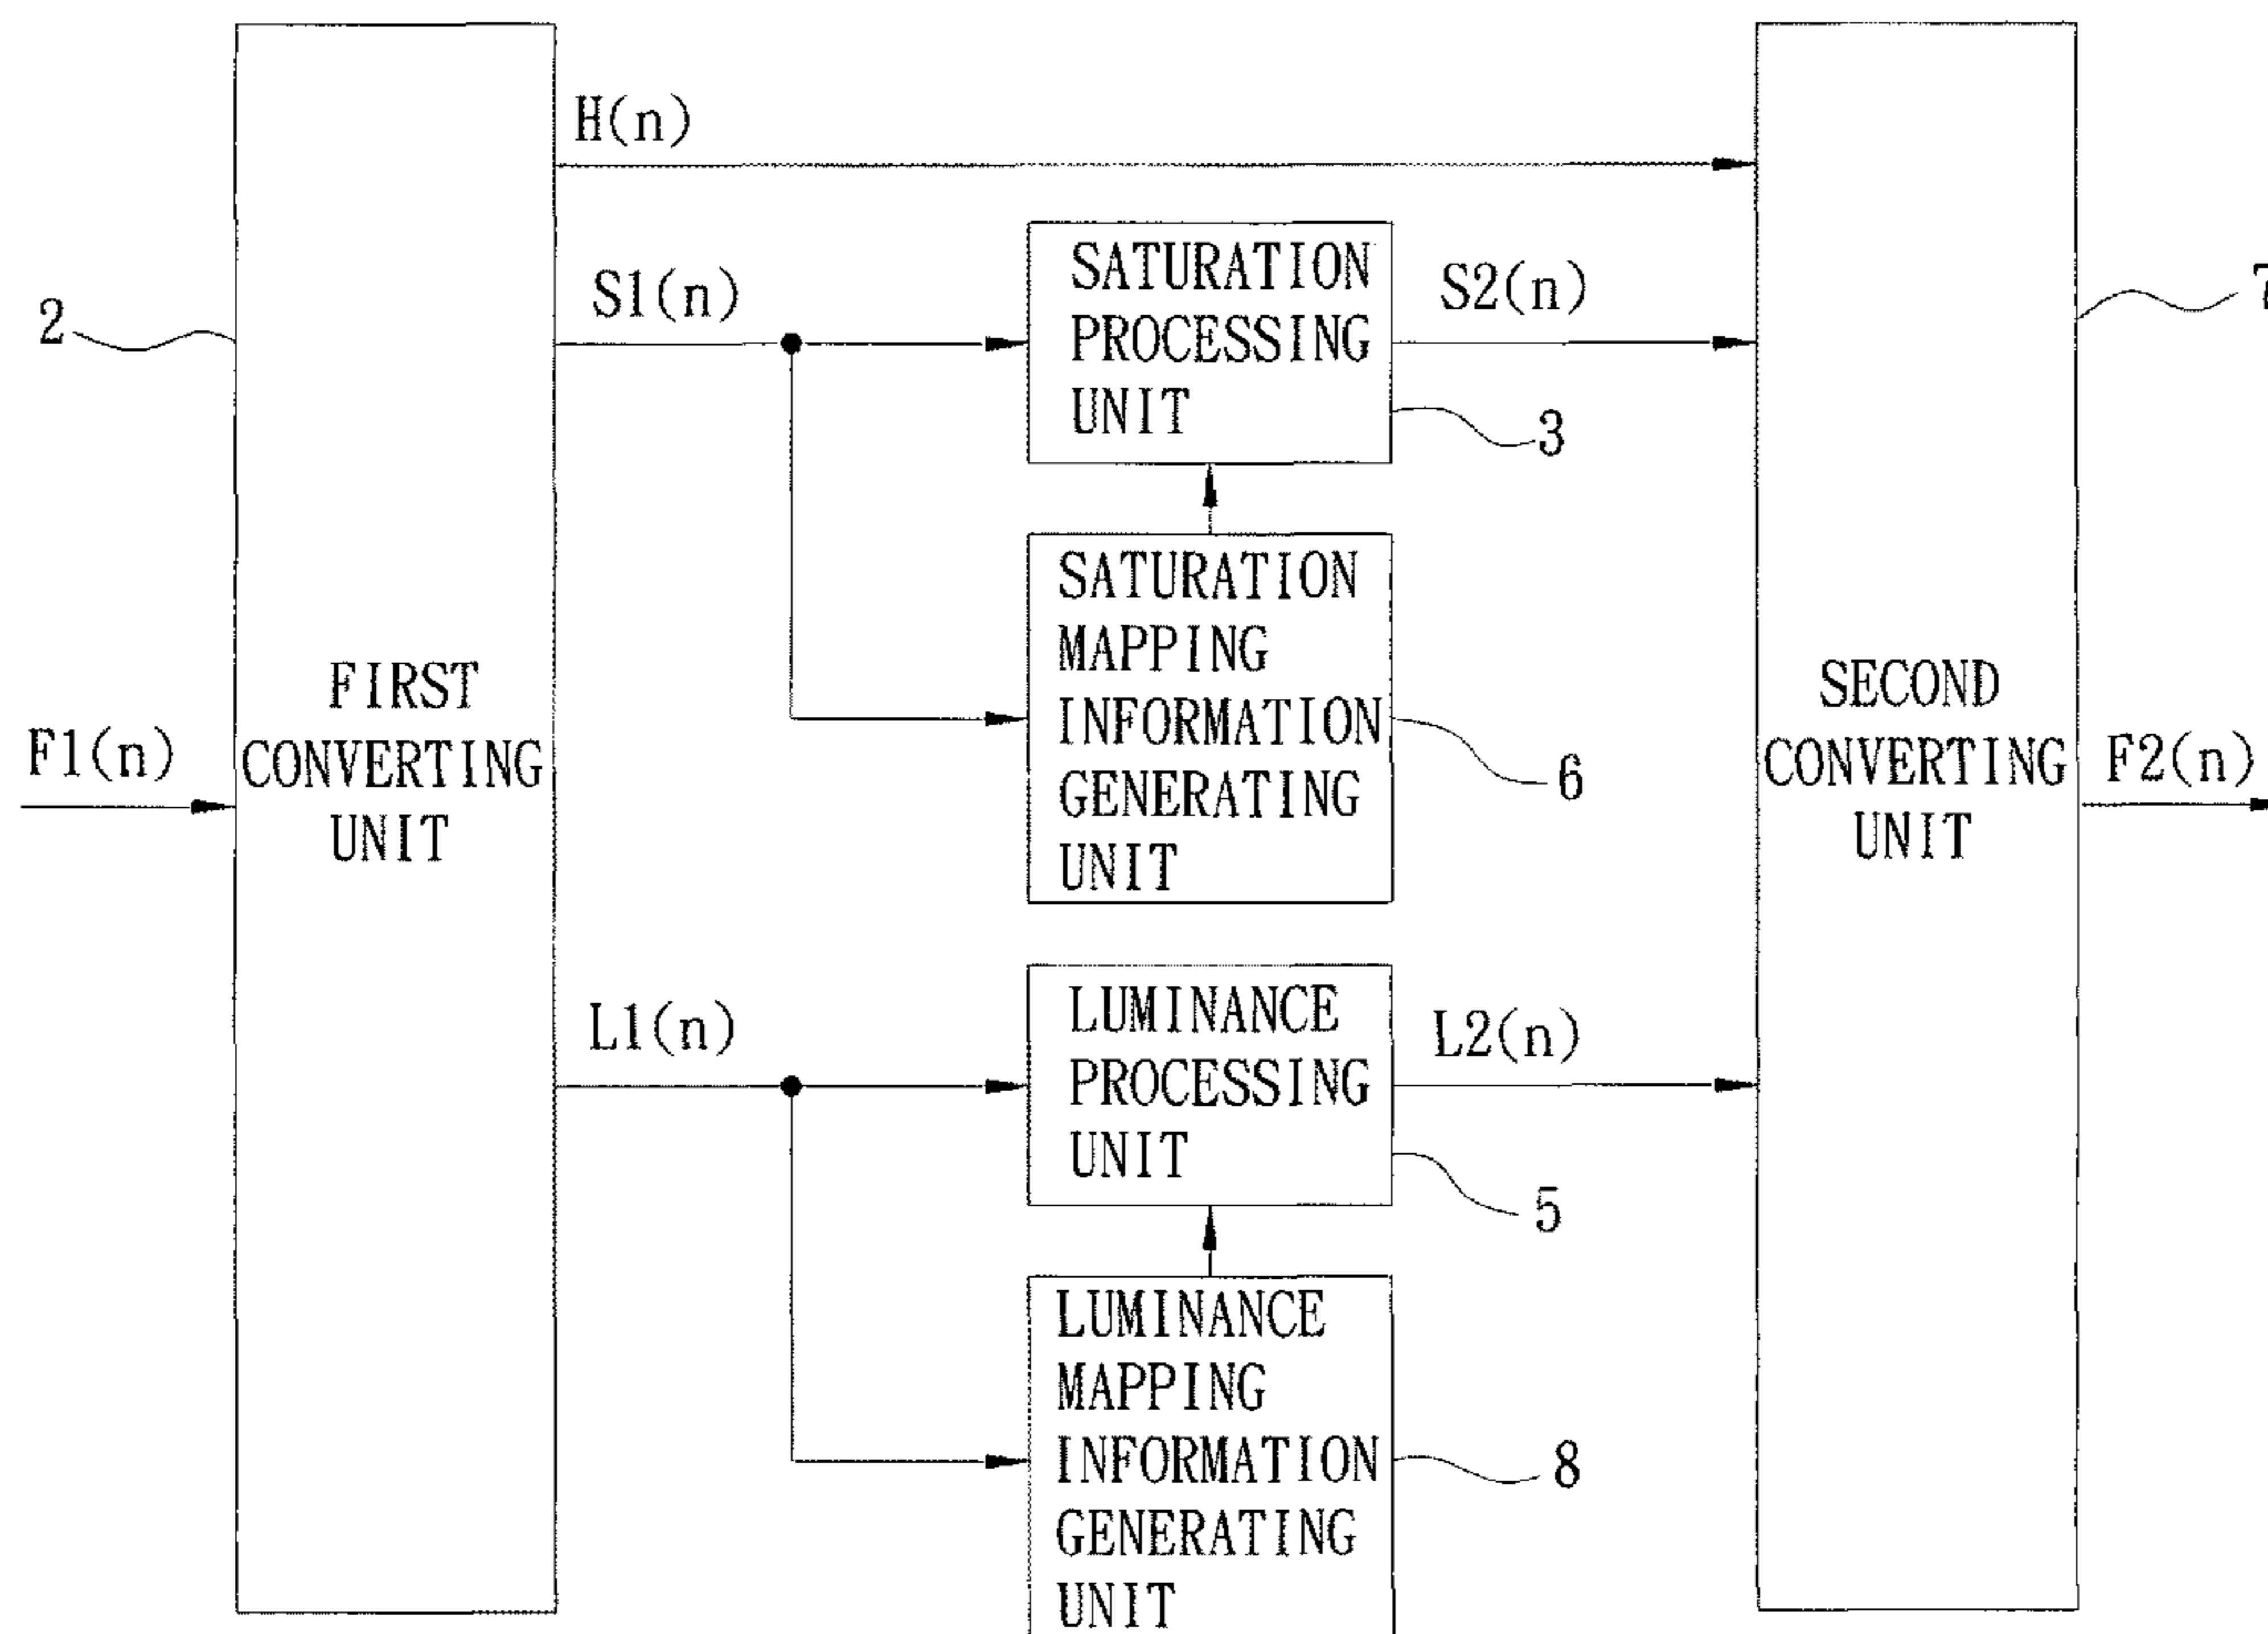 H(n)
S1(n)
SATURATION
PROCESSING
UNIT
S2(n)
2
3
7
SATURATION
MAPPING
INFORMATION
GENERATING
UNIT
6
FIRST
CONVERTING
UNIT
F1(n)
SECOND
CONVERTING
UNIT
F2(n)
L1(n)
LUMINANCE
PROCESSING
UNIT
L2(n)
5
LUMINANCE
MAPPING
INFORMATION
GENERATING
UNIT
8